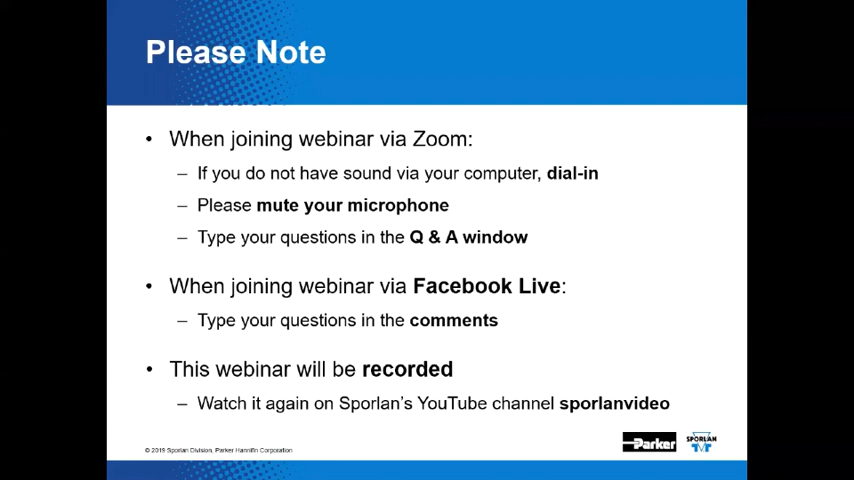 Please Note
• When joining webinar via Zoom:
– If you do not have sound via your computer, dial-in
– Please mute your microphone
– Type your questions in the Q & A window
• When joining webinar via Facebook Live:
– Type your questions in the comments
• This webinar will be recorded
– Watch it again on Sporlan's YouTube channel sporlanvideo
Parker
SPORLAN
© 2019 Sporlan Division, Parker Hannifin Corporation